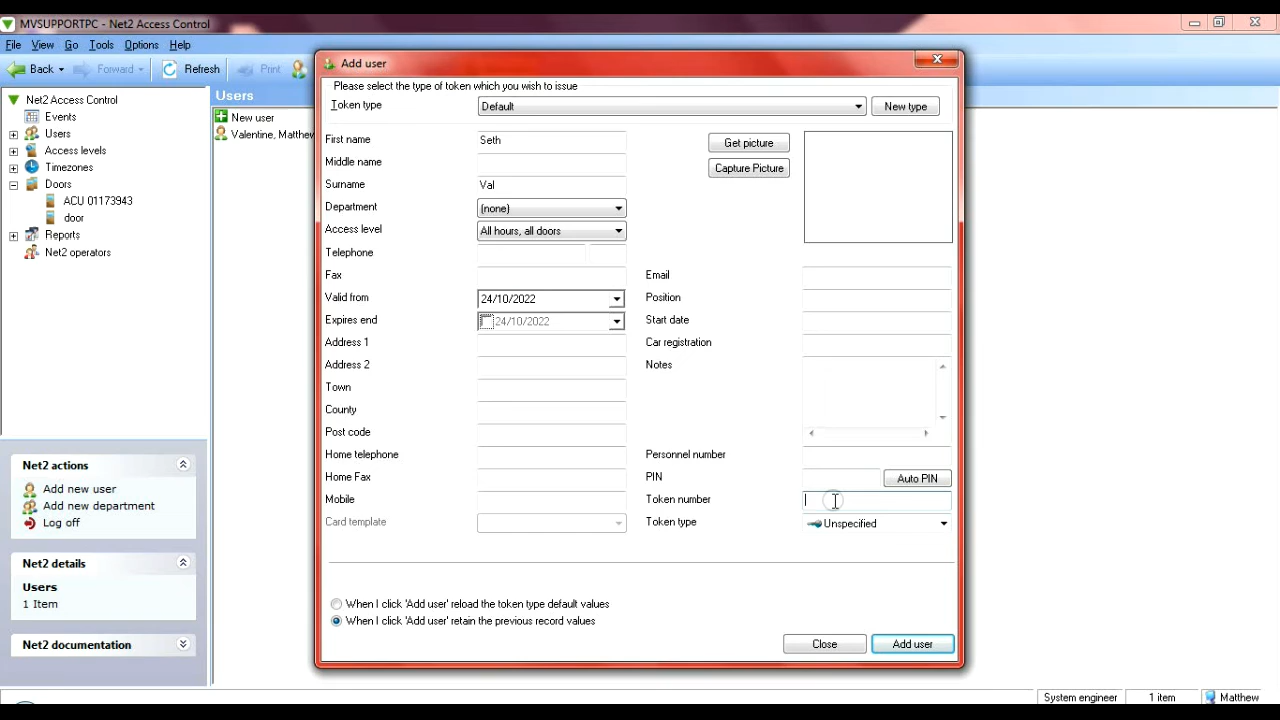 MVSUPPORTPC - Net2 Access Control
File View Go Tools Options Help
Back Forward Refresh Print
Net2 Access Control
Events
Users
Access levels
Timezones
Doors
ACU 01173943
door
Reports
Net2 operators
Net2 actions
Add new user
Add new department
Log off
Net2 details
Users
1 Item
Net2 documentation
Users
New user
Valentine, Matthew
Add user
Please select the type of token which you wish to issue
Token type Default New type
First name Seth Get picture
Middle name Capture Picture
Surname Val
Department (none)
Access level All hours, all doors
Telephone
Fax Email
Valid from 24/10/2022 Position
Expires end 24/10/2022 Start date
Address 1 Car registration
Address 2 Notes
Town
County
Post code
Home telephone Personnel number
Home Fax PIN Auto PIN
Mobile Token number
Card template Token type Unspecified
When I click 'Add user' reload the token type default values
When I click 'Add user' retain the previous record values
Close Add user
System engineer 1 item Matthew